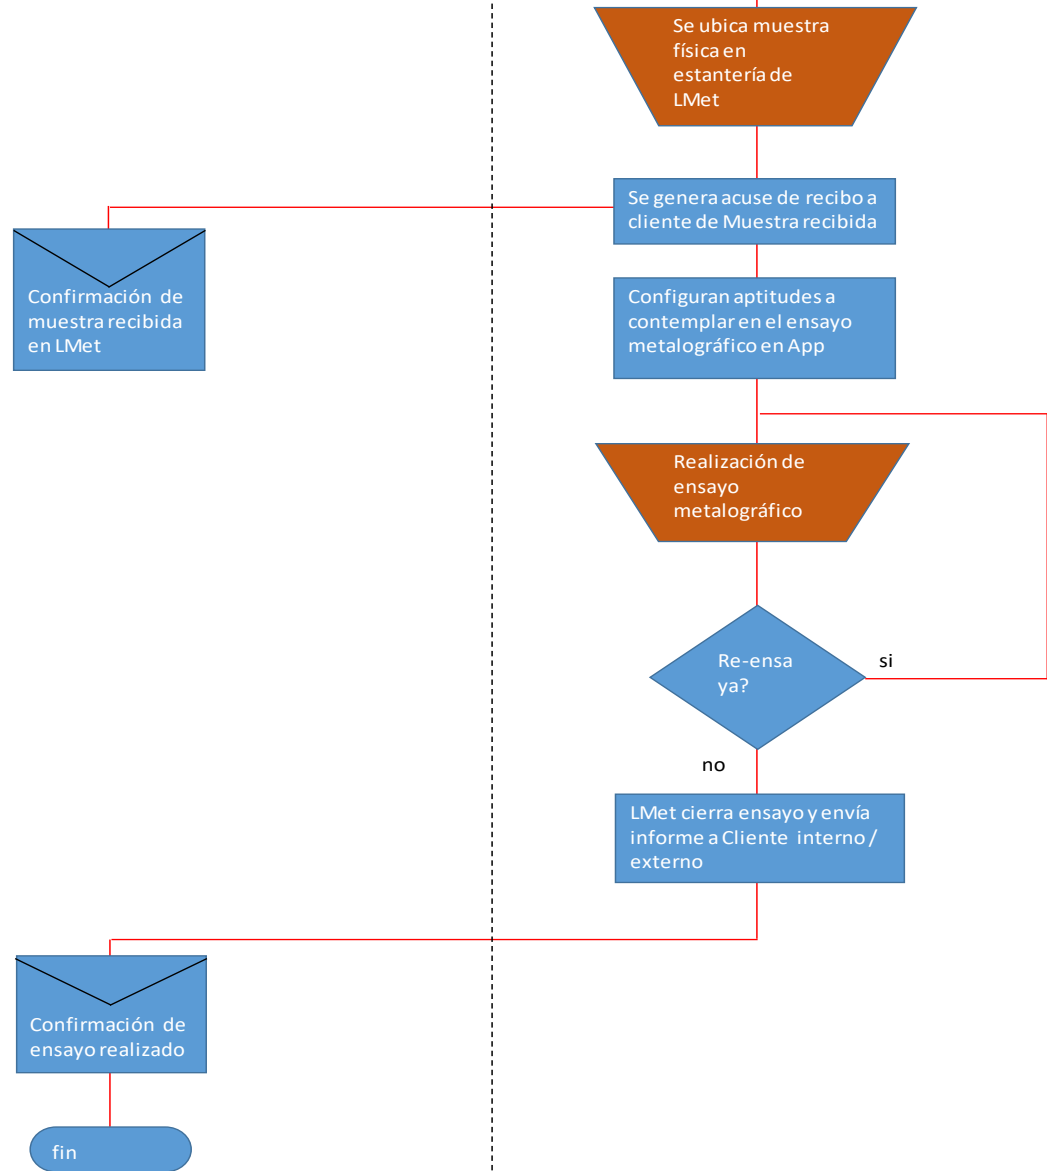 Se ubica muestra
física en
estantería de
LMet
Se genera acuse de recibo a
cliente de Muestra recibida
Confirmación de
muestra recibida
en LMet
Configuran aptitudes a
contemplar en el ensayo
metalográfico en App
Realización de
ensayo
metalográfico
Re-ensa
ya?
si
no
LMet cierra ensayo y envía
informe a Cliente interno /
externo
Confirmación de
ensayo realizado
fin